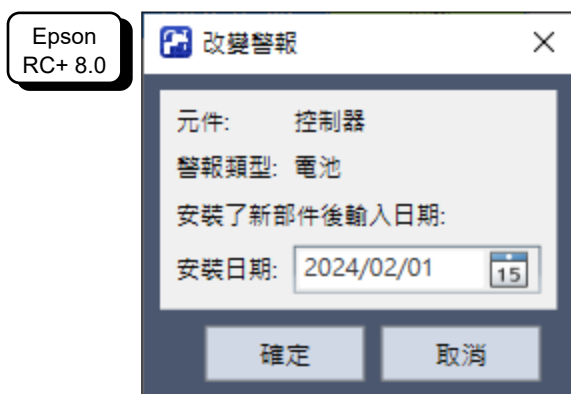 Epson
RC+ 8.0
改變警報
元件: 控制器
警報類型: 電池
安裝了新部件後輸入日期:
安裝日期: 2024/02/01 15
確定 取消